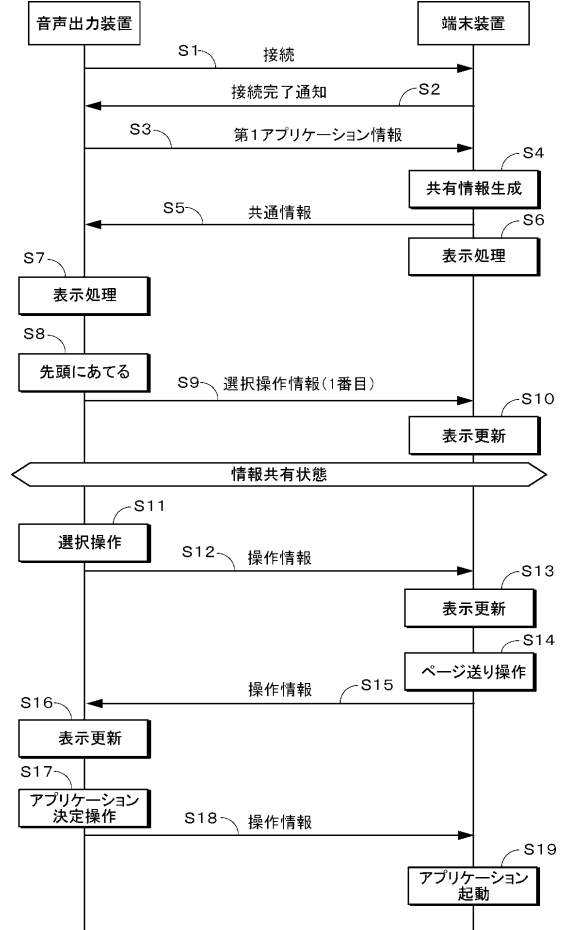 音声出力装置
端末装置
S1
接続
接続完了通知
S2
S3
第1アプリケーション情報
S4
共有情報生成
S5
共通情報
S6
表示処理
S7
表示処理
S8
先頭にあてる
S9
選択操作情報(1番目)
S10
表示更新
情報共有状態
S11
選択操作
S12
操作情報
S13
表示更新
S14
ページ送り操作
操作情報
S15
S16
表示更新
S17
アプリケーション
決定操作
S18
操作情報
S19
アプリケーション
起動